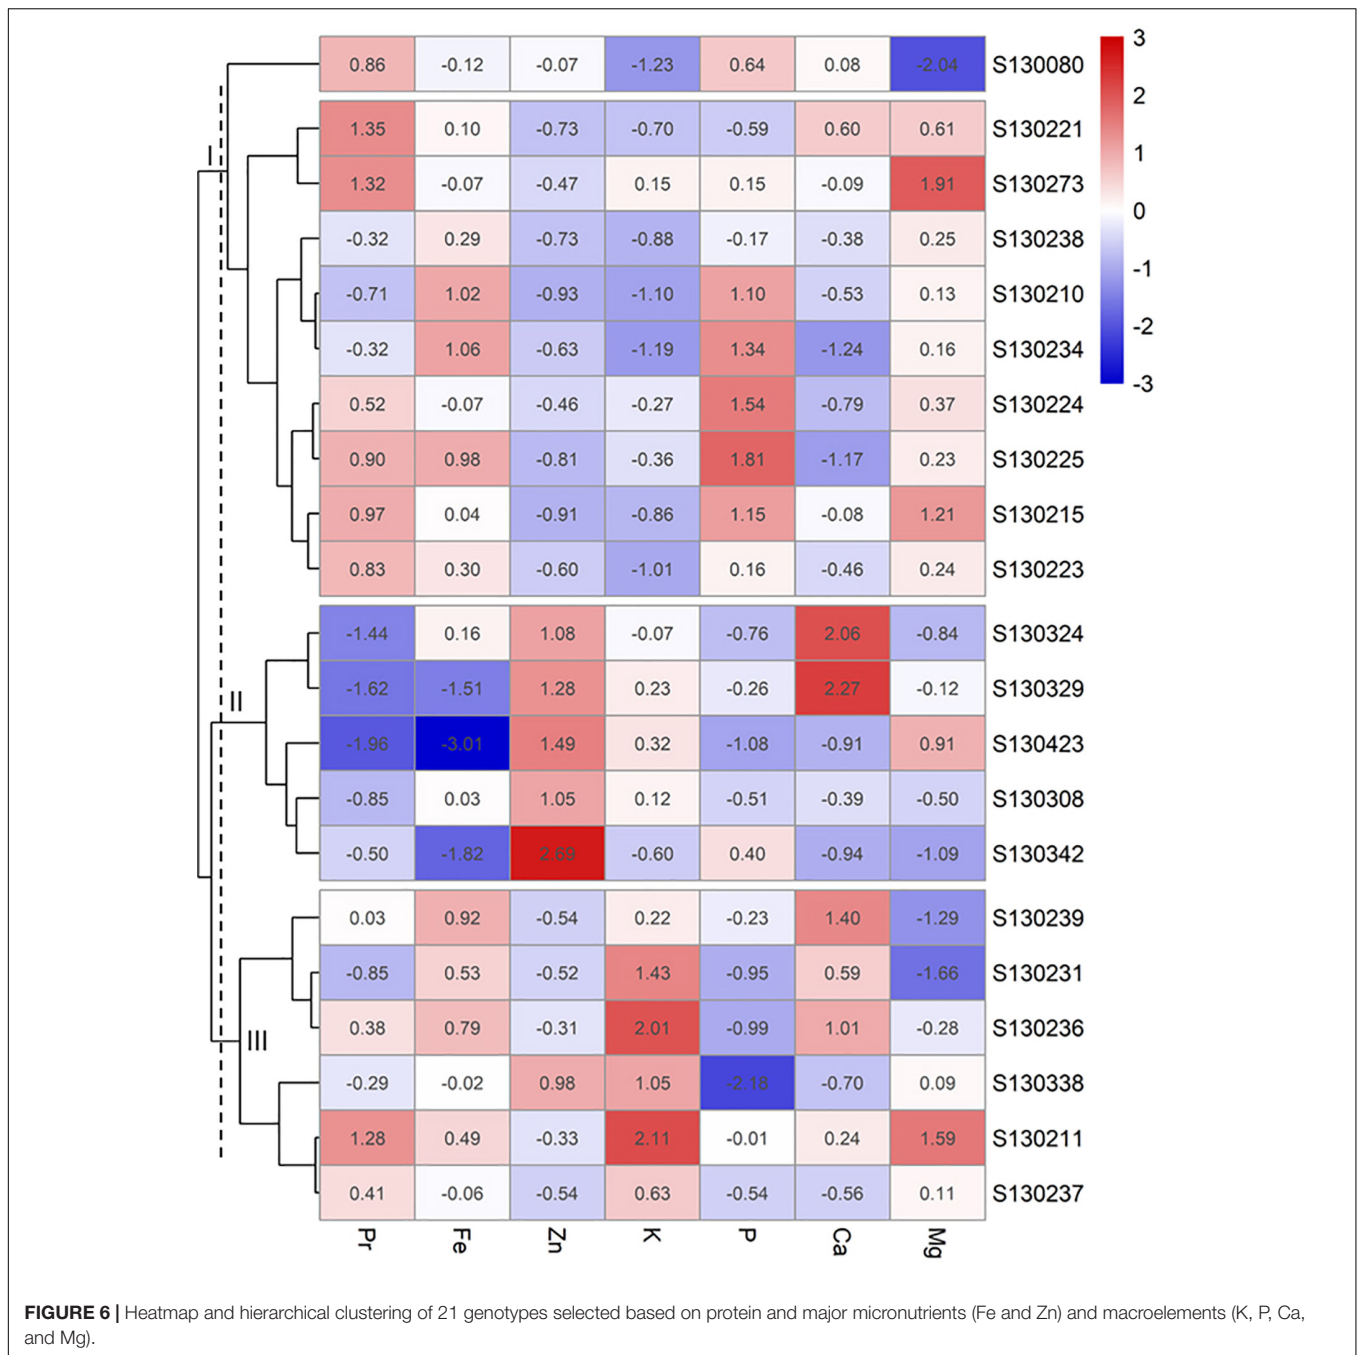 0.86 -0.12 -0.07 -1.23 0.64 0.08 -2.04 S130080
1.35 0.10 -0.73 -0.70 -0.59 0.60 0.61 S130221
1.32 -0.07 -0.47 0.15 0.15 -0.09 1.91 S130273
-0.32 0.29 -0.73 -0.88 -0.17 -0.38 0.25 S130238
-0.71 1.02 -0.93 -1.10 1.10 -0.53 0.13 S130210
-0.32 1.06 -0.63 -1.19 1.34 -1.24 0.16 S130234
0.52 -0.07 -0.46 -0.27 1.54 -0.79 0.37 S130224
0.90 0.98 -0.81 -0.36 1.81 -1.17 0.23 S130225
0.97 0.04 -0.91 -0.86 1.15 -0.08 1.21 S130215
0.83 0.30 -0.60 -1.01 0.16 -0.46 0.24 S130223
-1.44 0.16 1.08 -0.07 -0.76 2.06 -0.84 S130324
-1.62 -1.51 1.28 0.23 -0.26 2.27 -0.12 S130329
-1.96 -3.01 1.49 0.32 -1.08 -0.91 0.91 S130423
-0.85 0.03 1.05 0.12 -0.51 -0.39 -0.50 S130308
-0.50 -1.82 2.69 -0.60 0.40 -0.94 -1.09 S130342
0.03 0.92 -0.54 0.22 -0.23 1.40 -1.29 S130239
-0.85 0.53 -0.52 1.43 -0.95 0.59 -1.66 S130231
0.38 0.79 -0.31 2.01 -0.99 1.01 -0.28 S130236
-0.29 -0.02 0.98 1.05 -2.18 -0.70 0.09 S130338
1.28 0.49 -0.33 2.11 -0.01 0.24 1.59 S130211
0.41 -0.06 -0.54 0.63 -0.54 -0.56 0.11 S130237
Pr Fe Zn K P Ca Mg
I
II
III
3
2
1
0
-1
-2
-3
FIGURE 6 | Heatmap and hierarchical clustering of 21 genotypes selected based on protein and major micronutrients (Fe and Zn) and macroelements (K, P, Ca,
and Mg).